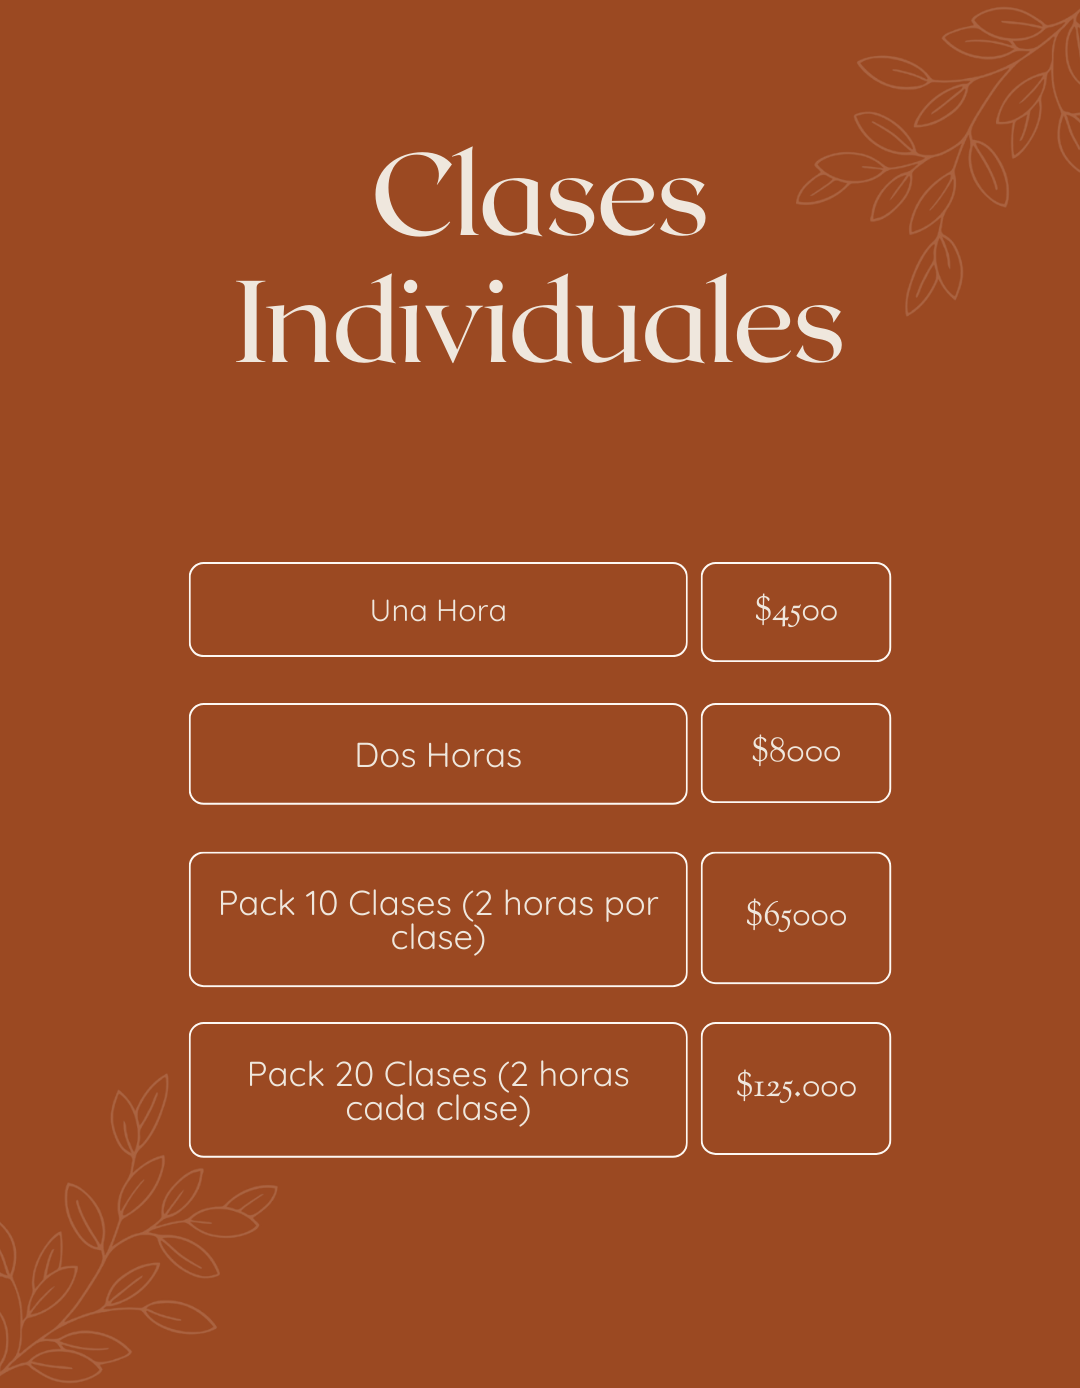 Clases
Individuales
Una Hora
$4500
Dos Horas
$8000
Pack 10 Clases (2 horas por
clase)
$65000
Pack 20 Clases (2 horas
cada clase)
$125.000